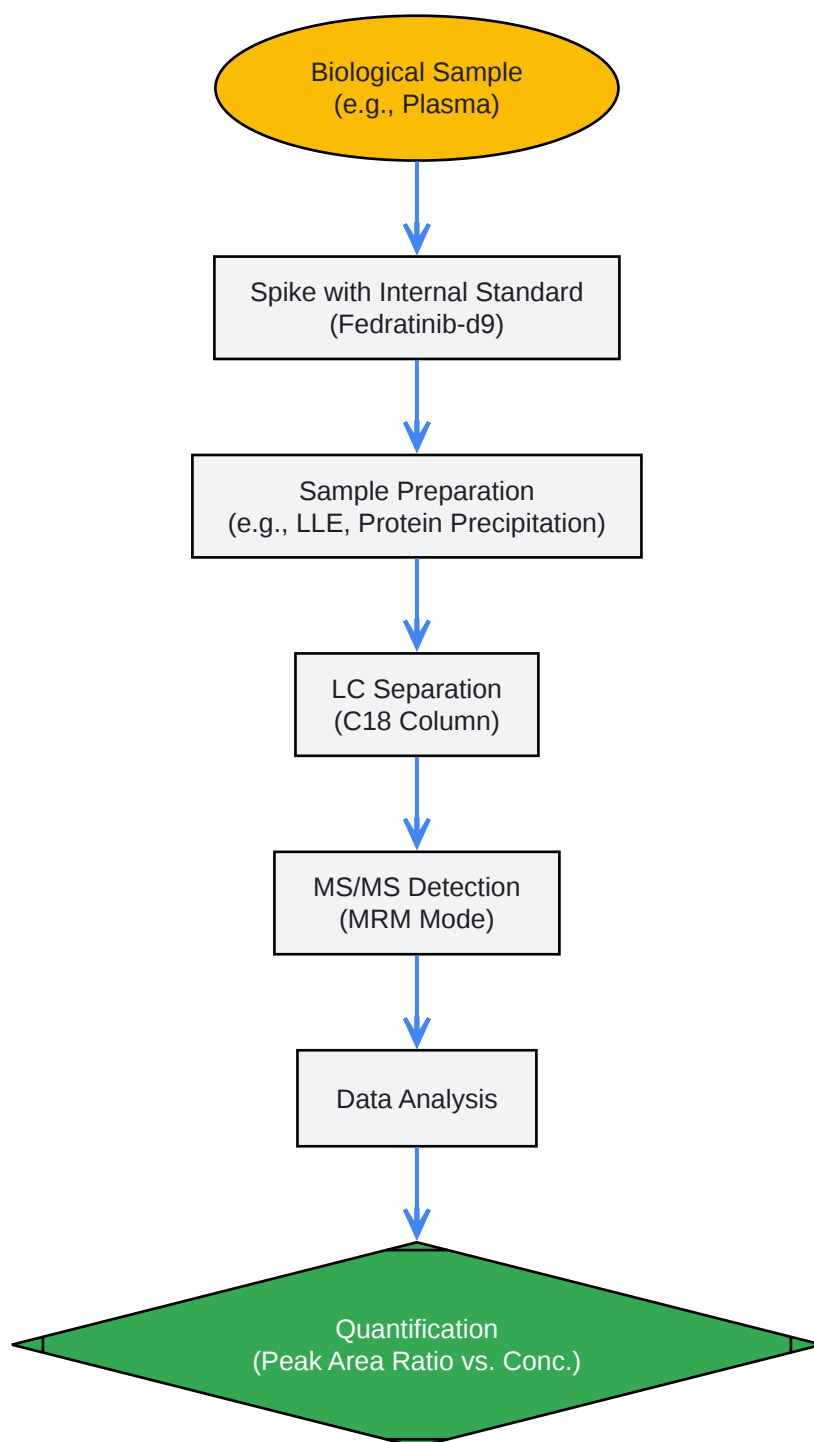 Biological Sample
(e.g., Plasma)
Spike with Internal Standard
(Fedratinib-d9)
Sample Preparation
(e.g., LLE, Protein Precipitation)
LC Separation
(C18 Column)
MS/MS Detection
(MRM Mode)
Data Analysis
Quantification
(Peak Area Ratio vs. Conc.)